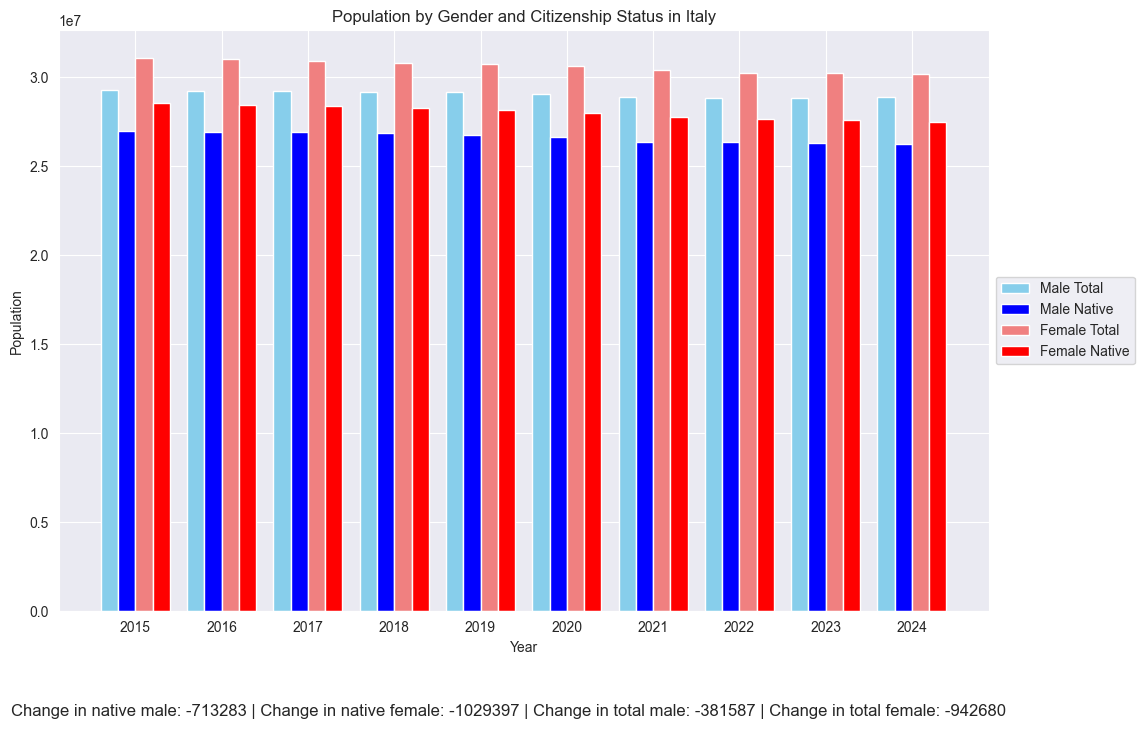 Population by Gender and Citizenship Status in Italy
1e7
3.0
2.5
2.0
1.5
1.0
0.5
0.0
Population
2015 2016 2017 2018 2019 2020 2021 2022 2023 2024
Year
Male Total
Male Native
Female Total
Female Native
Change in native male: -713283 | Change in native female: -1029397 | Change in total male: -381587 | Change in total female: -942680